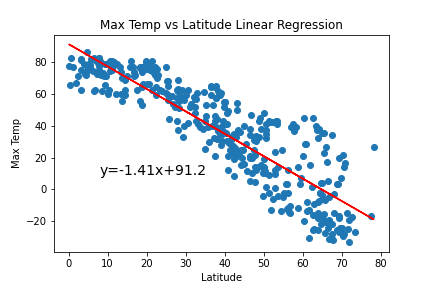 Max Temp vs Latitude Linear Regression
Max Temp
80
60
40
20
0
−20
y=-1.41x+91.2
0 10 20 30 40 50 60 70 80
Latitude